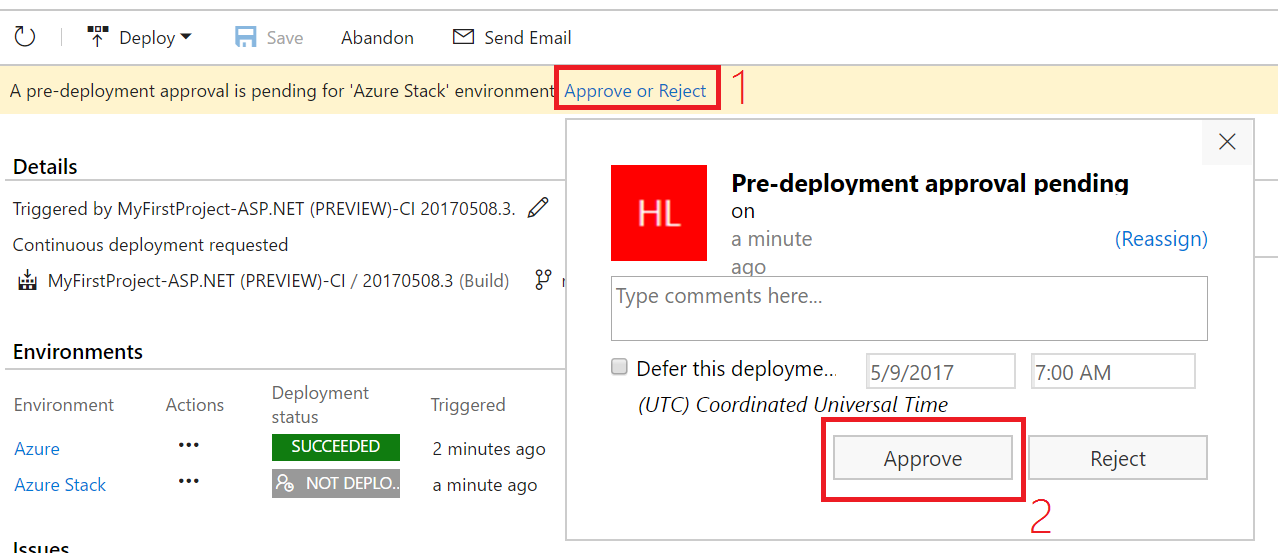 Deploy Save Abandon Send Email
A pre-deployment approval is pending for 'Azure Stack' environment Approve or Reject 1
Details
Triggered by MyFirstProject-ASP.NET (PREVIEW)-CI 20170508.3.
Continuous deployment requested
MyFirstProject-ASP.NET (PREVIEW)-CI / 20170508.3 (Build)
Environments
Environment Actions Deployment status Triggered
Azure ••• SUCCEEDED 2 minutes ago
Azure Stack ••• NOT DEPLO.. a minute ago
Issues
HL
Pre-deployment approval pending
on
a minute
ago
(Reassign)
Type comments here...
Defer this deployme... 5/9/2017 7:00 AM
(UTC) Coordinated Universal Time
Approve Reject
2